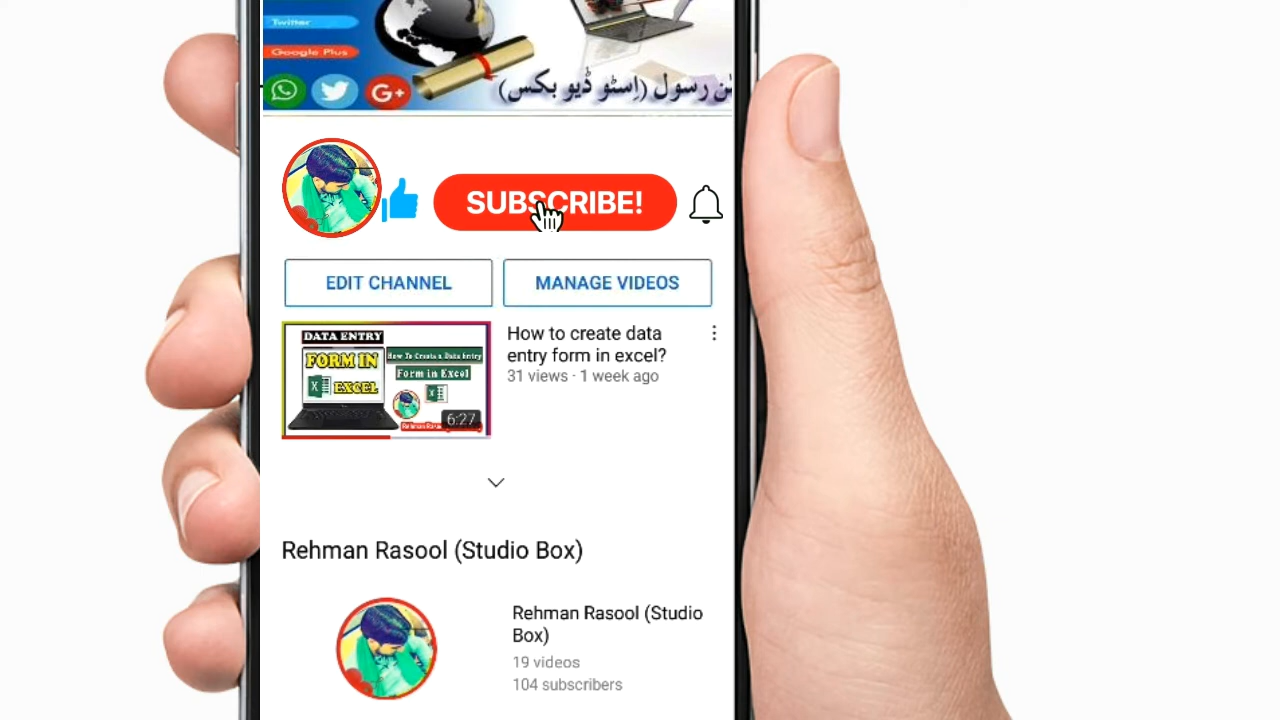 Twitter
Google Plus
G+
رسول (اِسٹو ڈیو بکس)
SUBSCRIBE!
EDIT CHANNEL
MANAGE VIDEOS
DATA ENTRY
FORM IN
EXCEL
How To Create a Data Entry
Form in Excel
6:27
How to create data
entry form in excel?
31 views · 1 week ago
Rehman Rasool (Studio Box)
Rehman Rasool (Studio
Box)
19 videos
104 subscribers